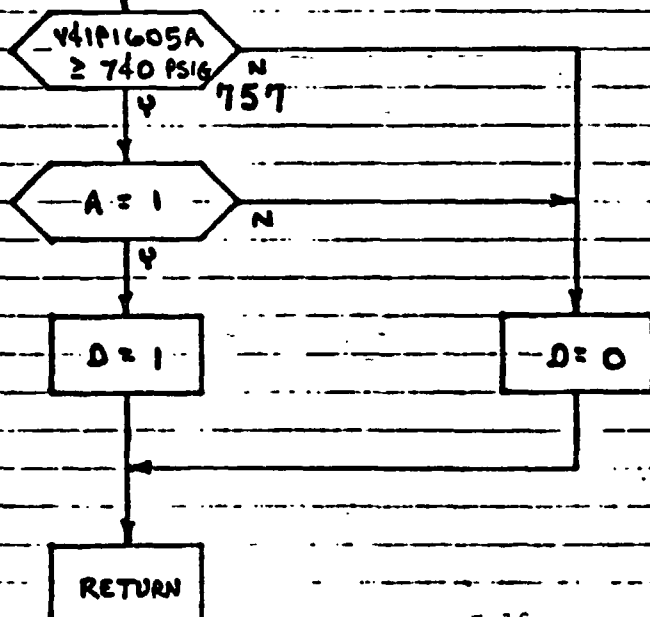 V41P1605A
≥ 740 PSIG
N
757
Y
A = 1
N
Y
D = 1
D = 0
RETURN